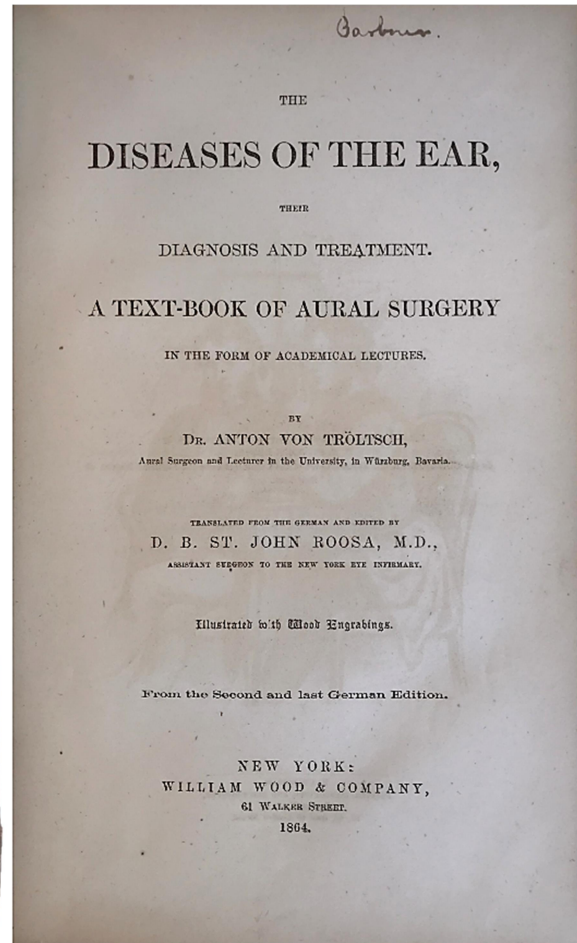 Barbour.
THE
DISEASES OF THE EAR,
THEIR
DIAGNOSIS AND TREATMENT.
A TEXT-BOOK OF AURAL SURGERY
IN THE FORM OF ACADEMICAL LECTURES.
BY
DR. ANTON VON TRÖLTSCH,
Aural Surgeon and Lecturer in the University, in Würzburg, Bavaria.
TRANSLATED FROM THE GERMAN AND EDITED BY
D. B. ST. JOHN ROOSA, M.D.,
ASSISTANT SURGEON TO THE NEW YORK EYE INFIRMARY.
Illustrated with Wood Engravings.
From the Second and last German Edition.
NEW YORK:
WILLIAM WOOD & COMPANY,
61 WALKER STREET.
1864.